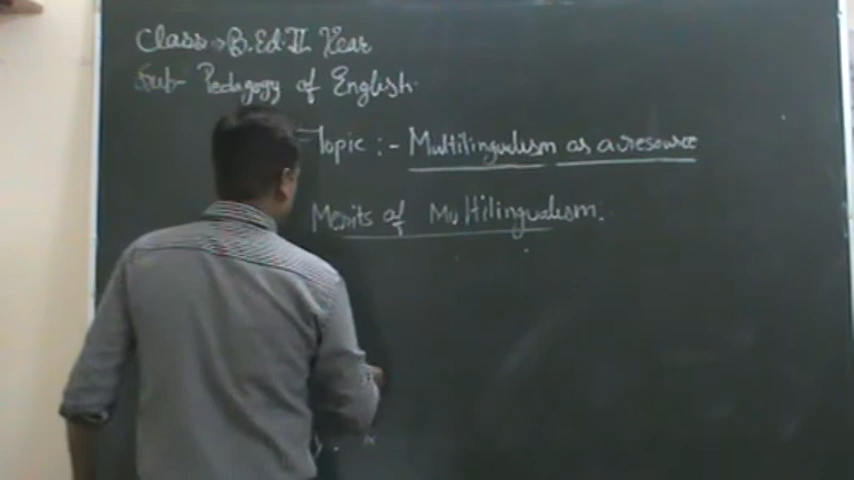 Class :- B.Ed. II Year
Sub- Pedagogy of English.
Topic :- Multilingualism as a resource
Merits of Multilingualism.